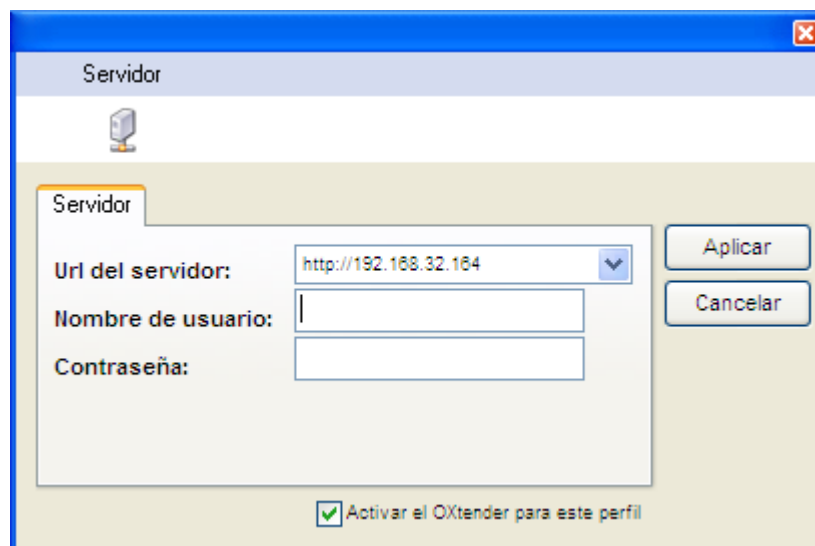 Servidor
Servidor
Url del servidor: http://192.168.32.164
Aplicar
Nombre de usuario:
Cancelar
Contraseña:
Activar el OXtender para este perfil